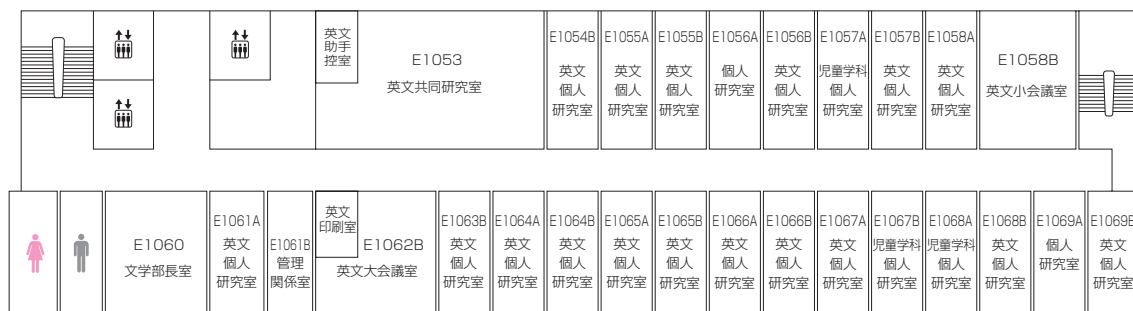 英文
助手
控室
E1053
英文共同研究室
E1054B
英文
個人
研究室
E1055A
英文
個人
研究室
E1055B
英文
個人
研究室
E1056A
個人
研究室
E1056B
英文
個人
研究室
E1057A
児童学科
個人
研究室
E1057B
英文
個人
研究室
E1058A
英文
個人
研究室
E1058B
英文小会議室
E1060
文学部長室
E1061A
英文
個人
研究室
E1061B
管理
関係室
英文
印刷室
E1062B
英文大会議室
E1063B
英文
個人
研究室
E1064A
英文
個人
研究室
E1064B
英文
個人
研究室
E1065A
英文
個人
研究室
E1065B
英文
個人
研究室
E1066A
英文
個人
研究室
E1066B
英文
個人
研究室
E1067A
英文
個人
研究室
E1067B
児童学科
個人
研究室
E1068A
児童学科
個人
研究室
E1068B
英文
個人
研究室
E1069A
個人
研究室
E1069B
英文
個人
研究室